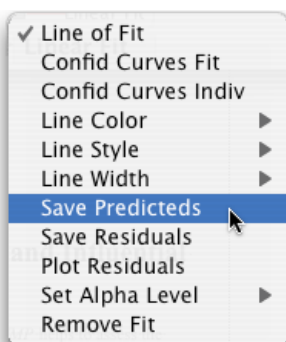 Line of Fit
Confid Curves Fit
Confid Curves Indiv
Line Color
Line Style
Line Width
Save Predicteds
Save Residuals
Plot Residuals
Set Alpha Level
Remove Fit